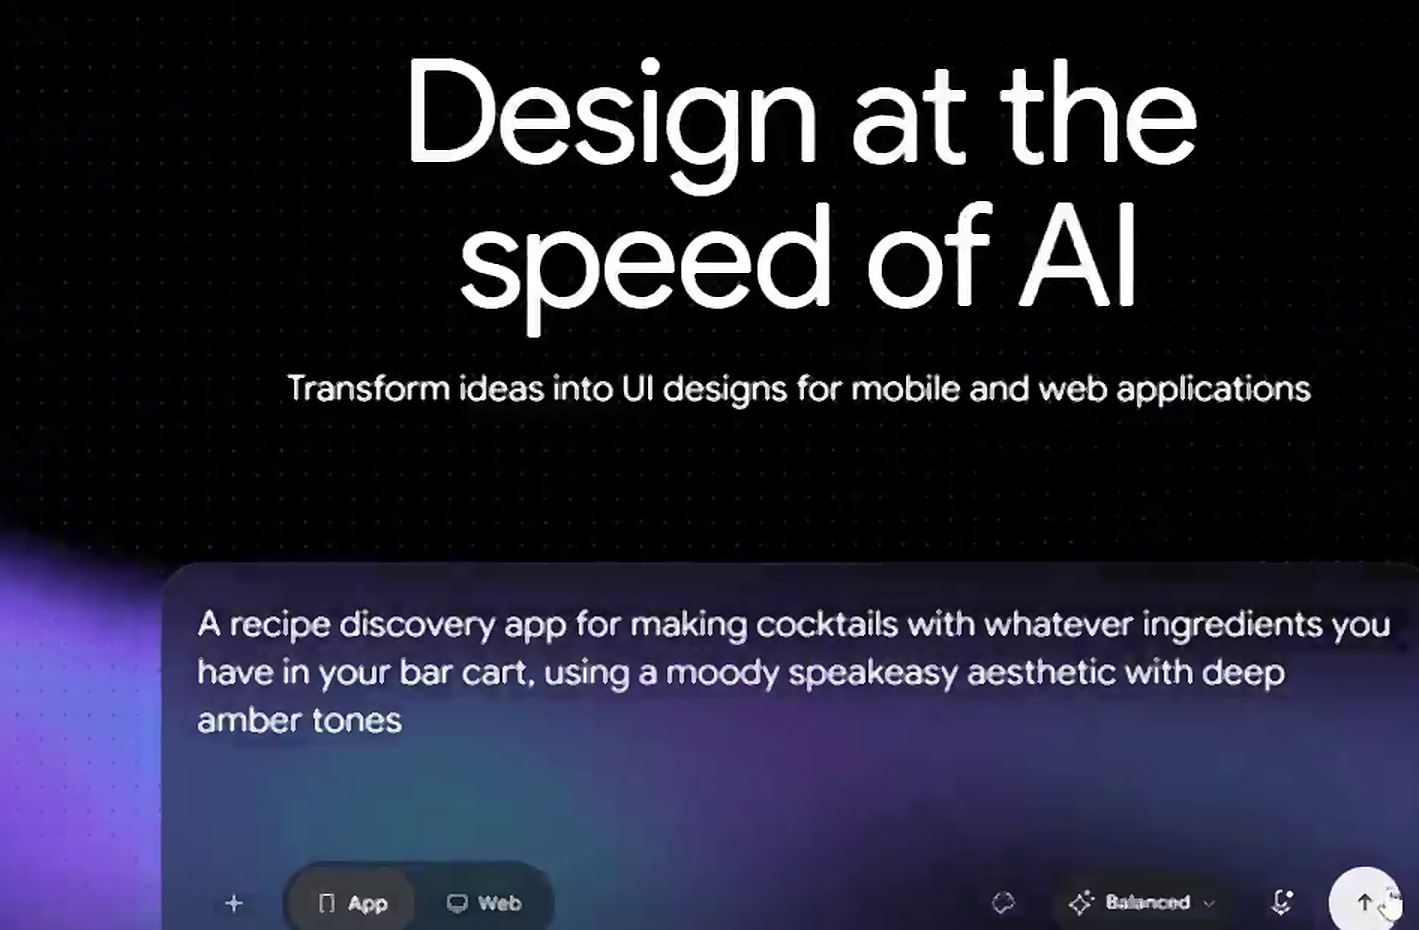 Design at the
speed of AI
Transform ideas into UI designs for mobile and web applications
A recipe discovery app for making cocktails with whatever ingredients you
have in your bar cart, using a moody speakeasy aesthetic with deep
amber tones
App Web Balanced